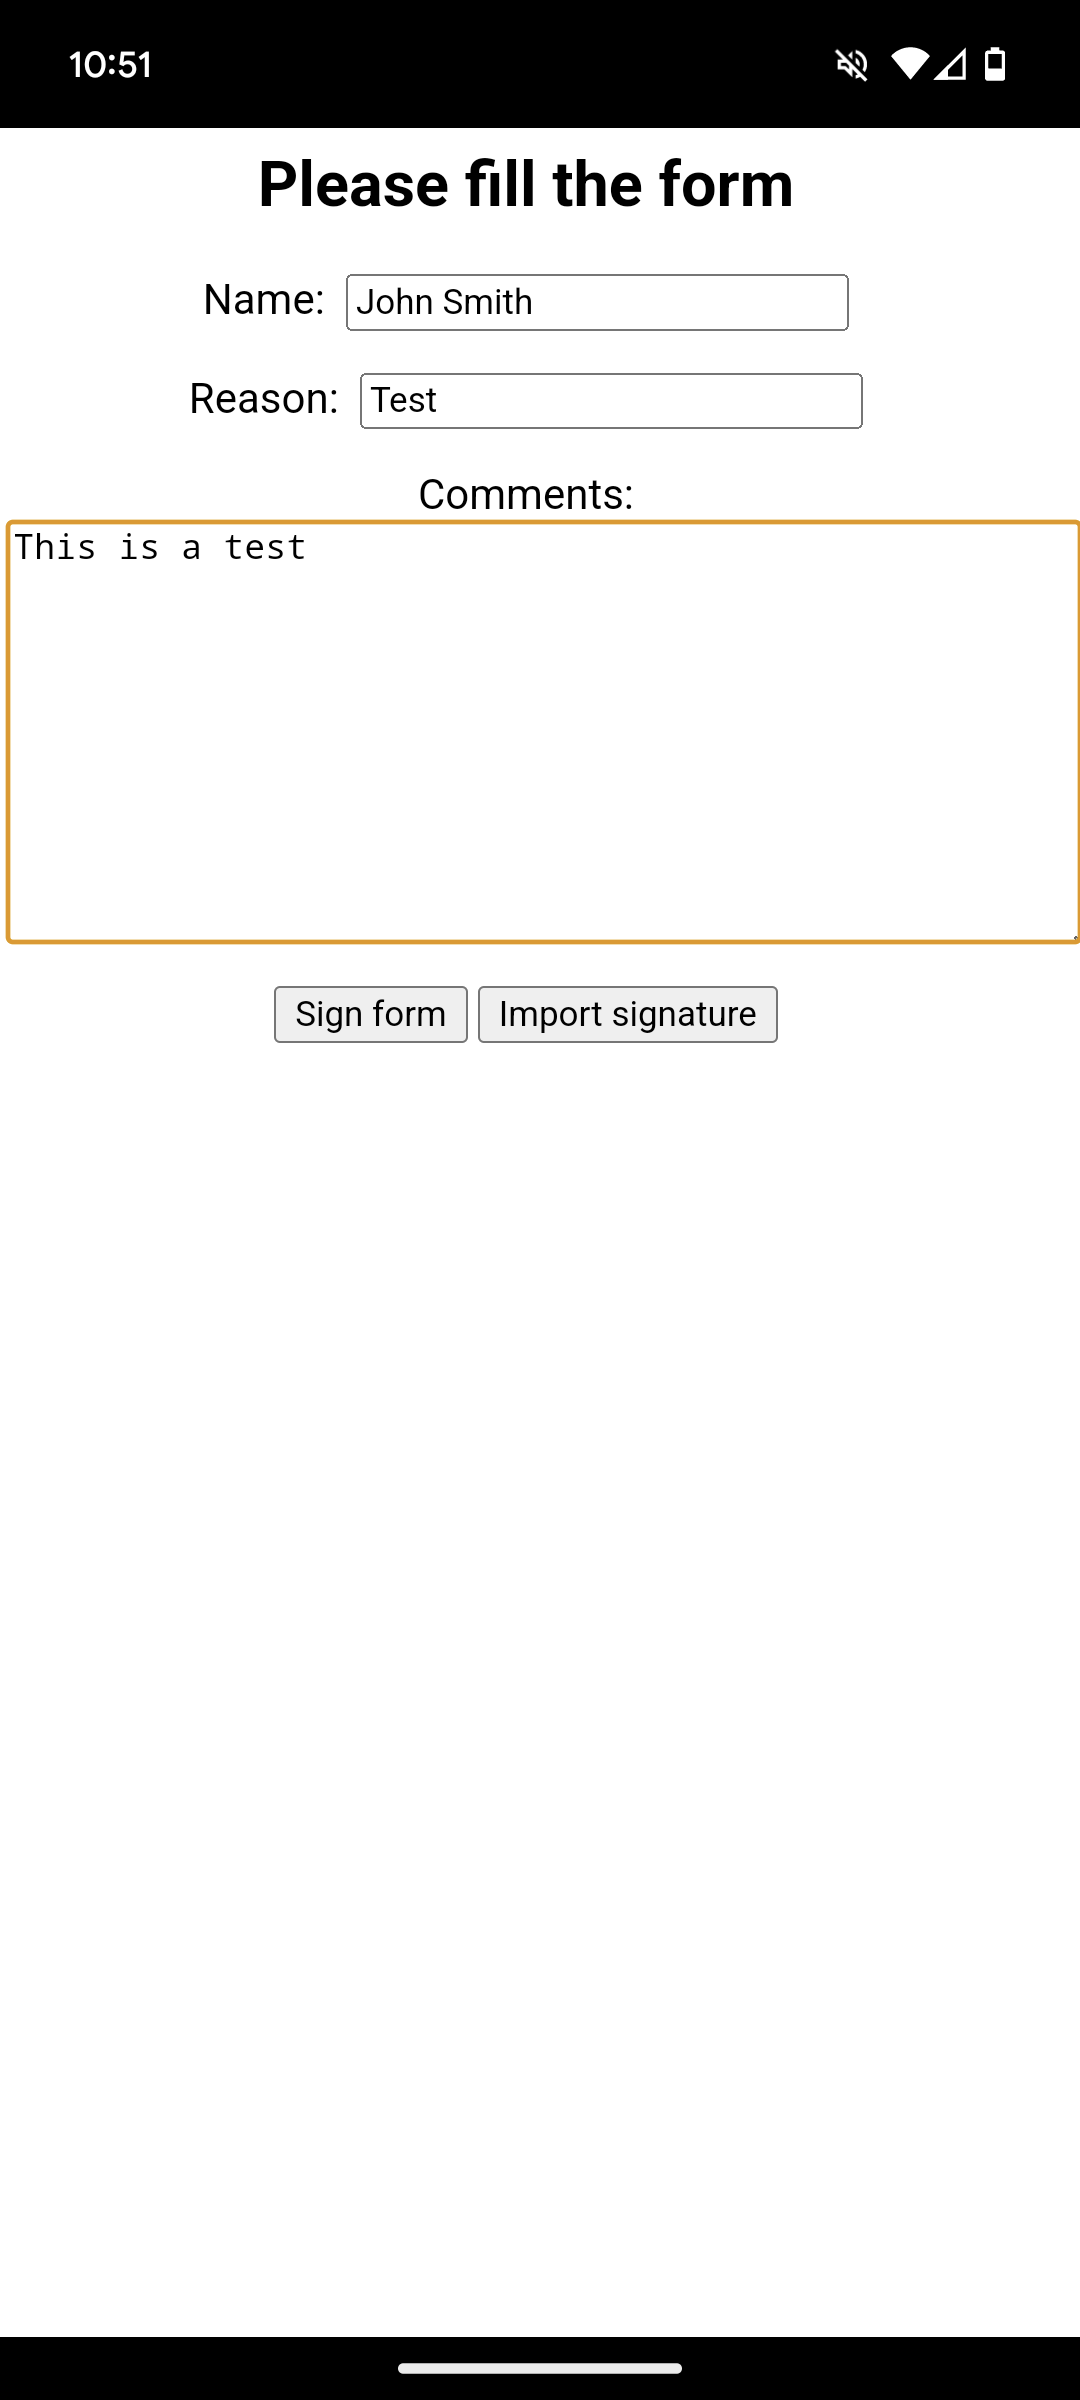 10:51
Please fill the form
Name: John Smith
Reason: Test
Comments:
This is a test
Sign form Import signature